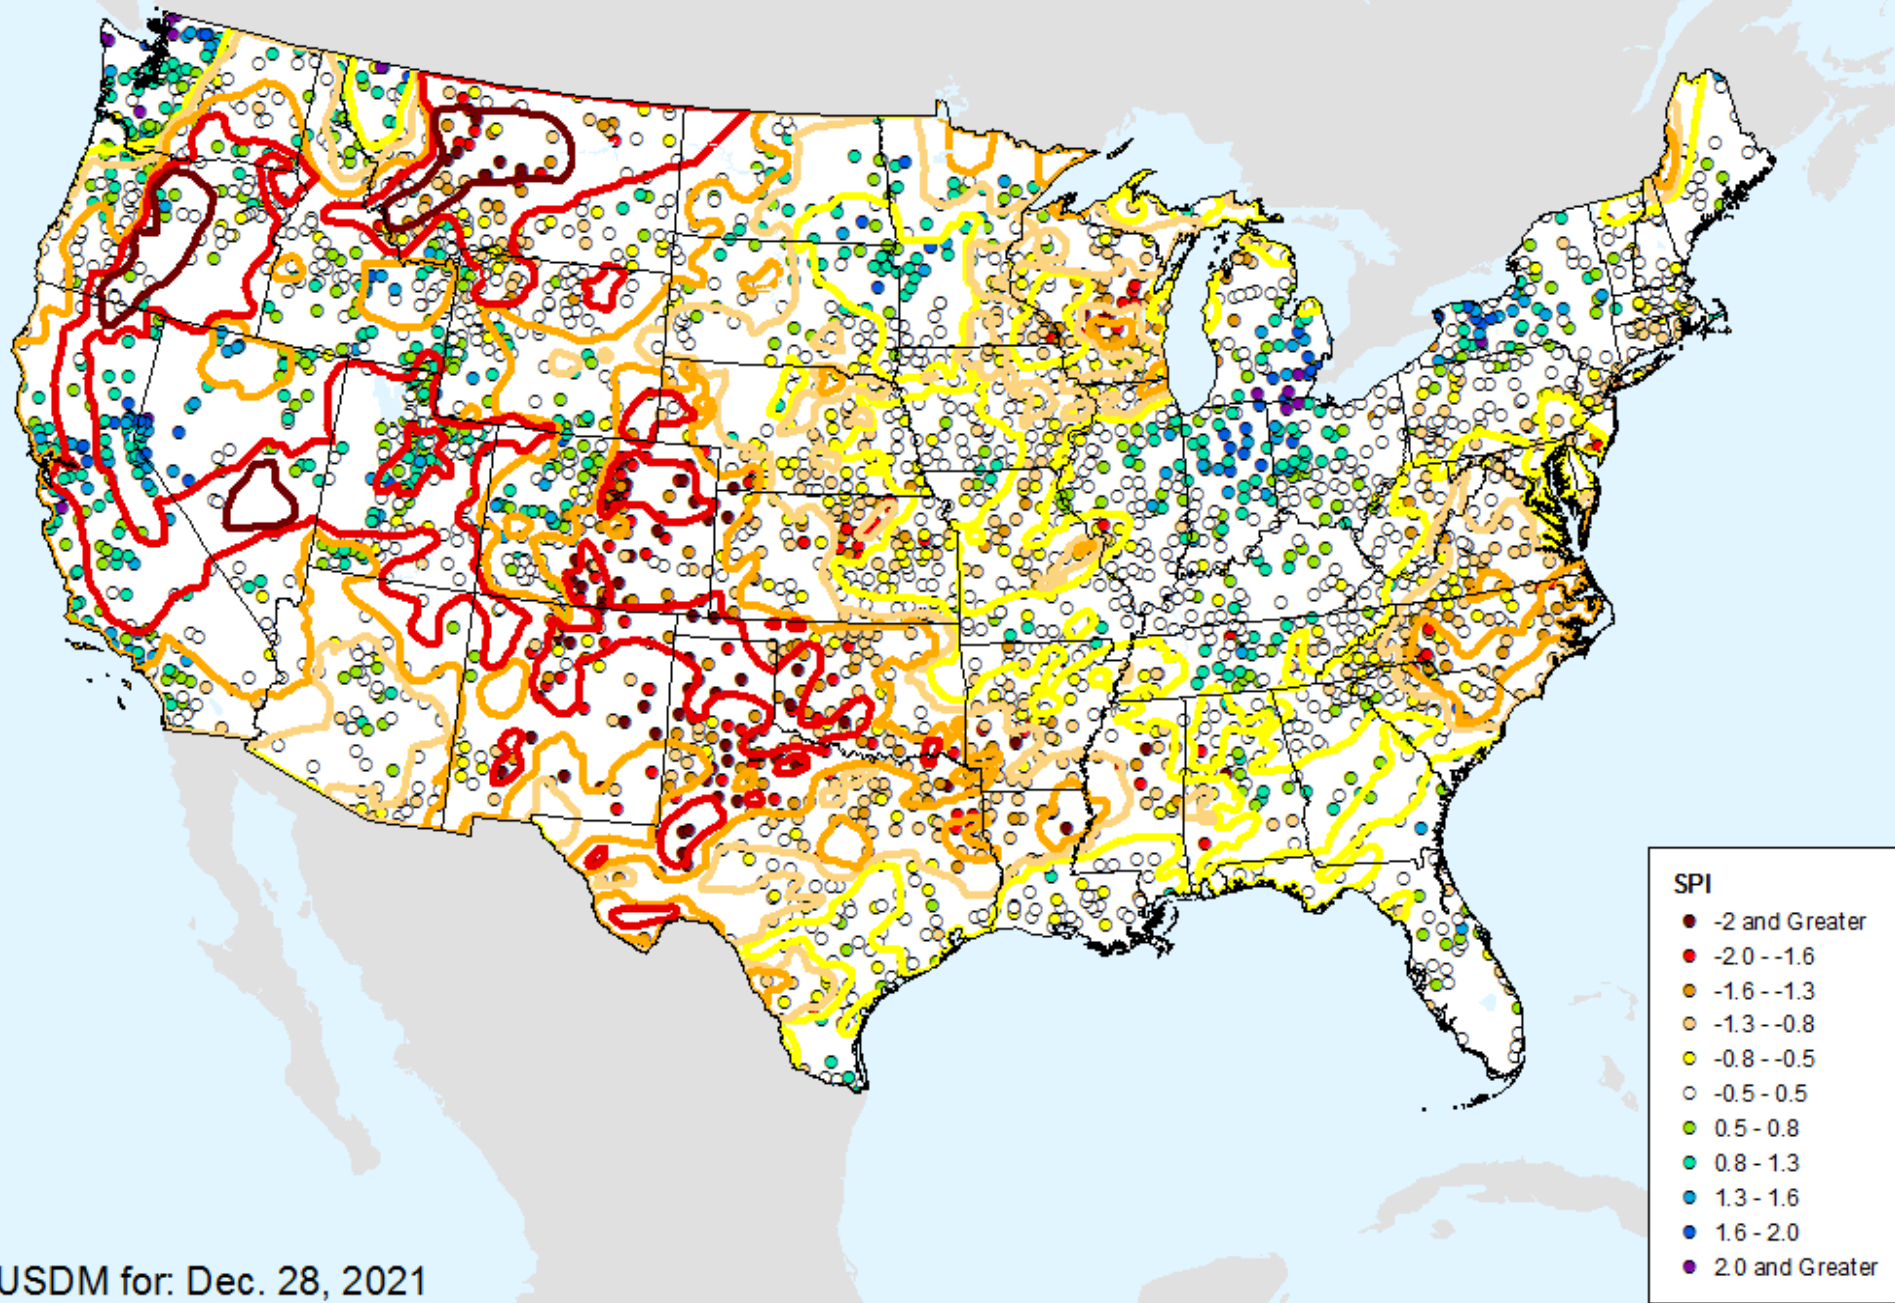 SPI
-2 and Greater
-2.0 - -1.6
-1.6 - -1.3
-1.3 - -0.8
-0.8 - -0.5
-0.5 - 0.5
0.5 - 0.8
0.8 - 1.3
1.3 - 1.6
1.6 - 2.0
2.0 and Greater
USDM for: Dec. 28, 2021